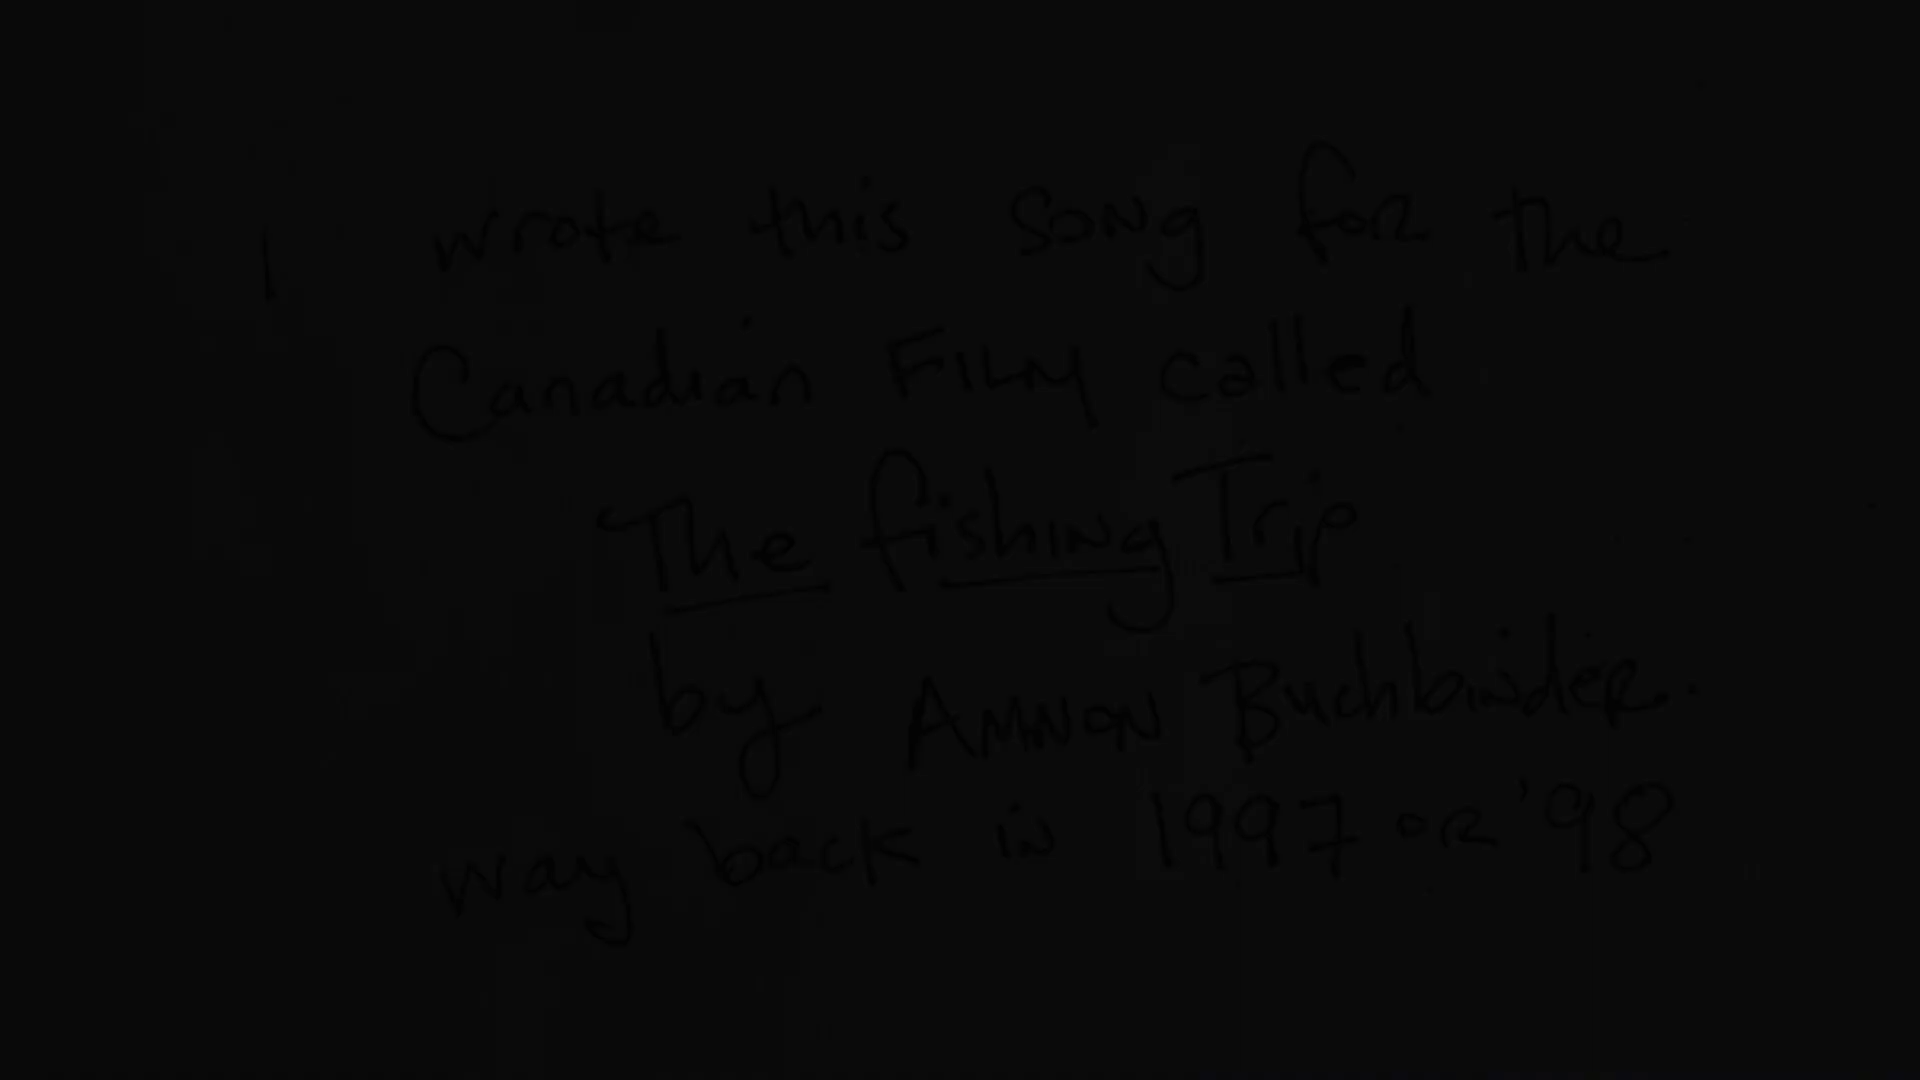 I wrote this song for the
Canadian Film called
The fishing Trip
by Amnon Buchbinder.
way back in 1997 or '98